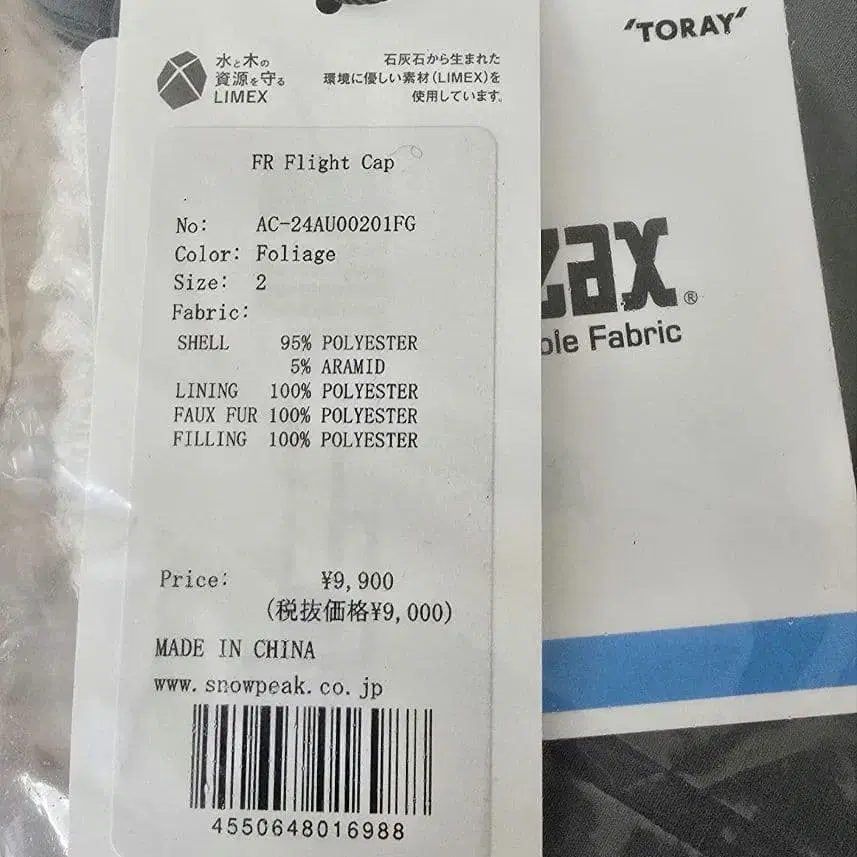 水と木の
資源を守る
LIMEX
石灰石から生まれた
環境に優しい素材(LIMEX)を
使用しています。
FR Flight Cap
No: AC-24AU00201FG
Color: Foliage
Size: 2
Fabric:
SHELL 95% POLYESTER
5% ARAMID
LINING 100% POLYESTER
FAUX FUR 100% POLYESTER
FILLING 100% POLYESTER
Price: ¥9,900
(税抜価格¥9,000)
MADE IN CHINA
www.snowpeak.co.jp
4550648016988
'TORAY'
zax®
Fabric